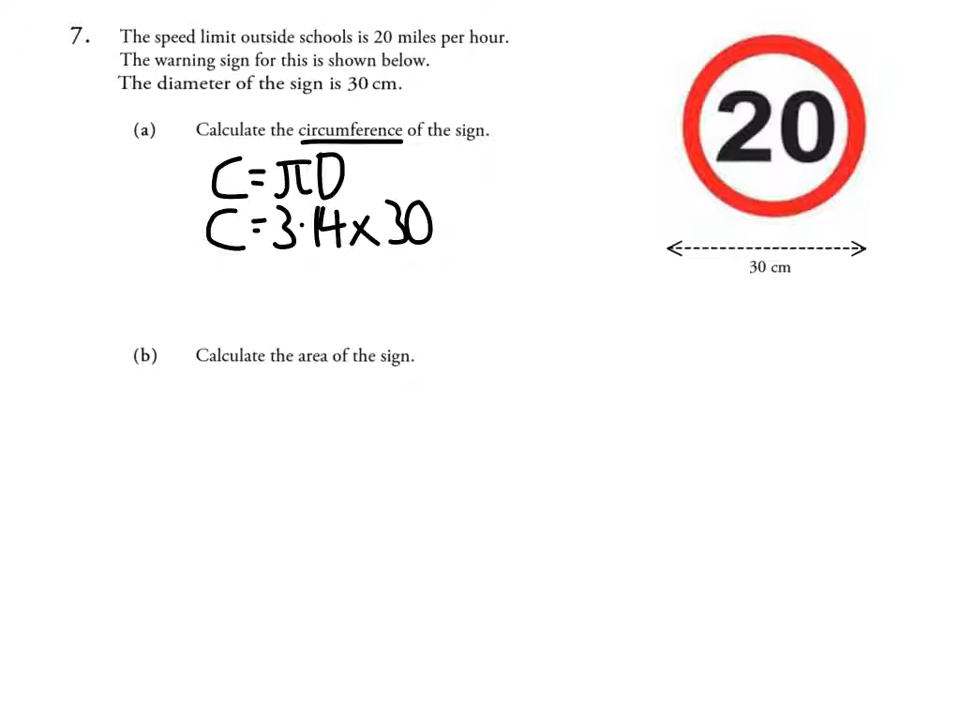 7. The speed limit outside schools is 20 miles per hour.
The warning sign for this is shown below.
The diameter of the sign is 30 cm.
20
30 cm
(a) Calculate the circumference of the sign.
C=πD
C=3·14×30
(b) Calculate the area of the sign.